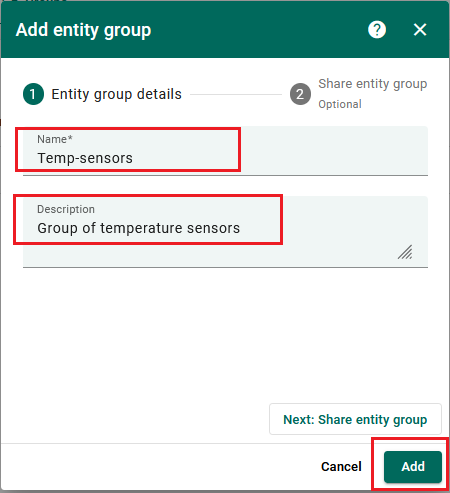 Add entity group
?
1 Entity group details
2 Share entity group
Optional
Name*
Temp-sensors
Description
Group of temperature sensors
Next: Share entity group
Cancel Add